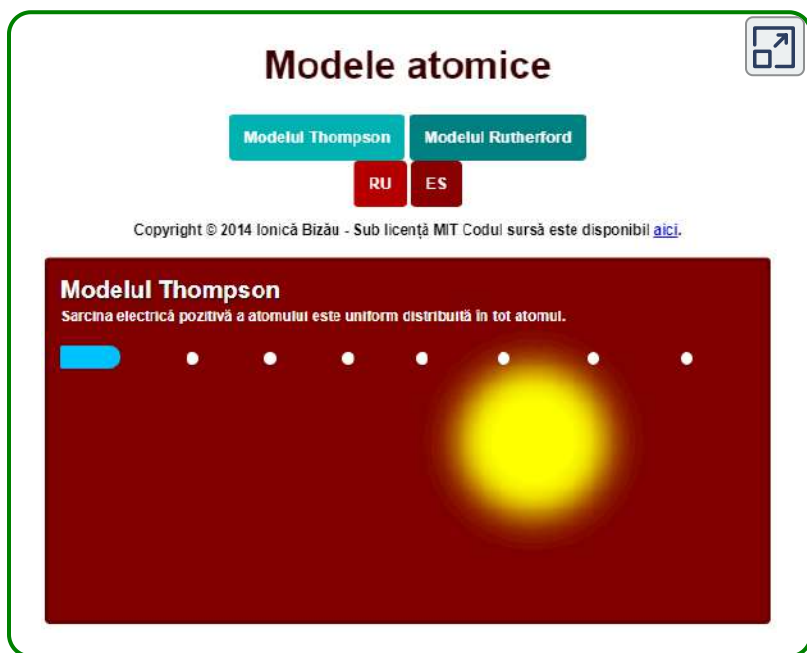 Modele atomice
Modelul Thompson Modelul Rutherford
RU ES
Copyright © 2014 Ionică Bizău - Sub licență MIT Codul sursă este disponibil aici.
Modelul Thompson
Sarcina electrică pozitivă a atomului este uniform distribuită în tot atomul.